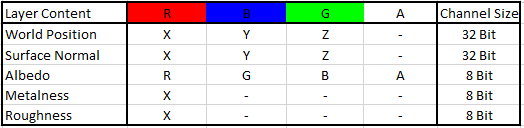 Layer Content R B G A Channel Size
World Position X Y Z - 32 Bit
Surface Normal X Y Z - 32 Bit
Albedo R G B A 8 Bit
Metalness X - - - 8 Bit
Roughness X - - - 8 Bit